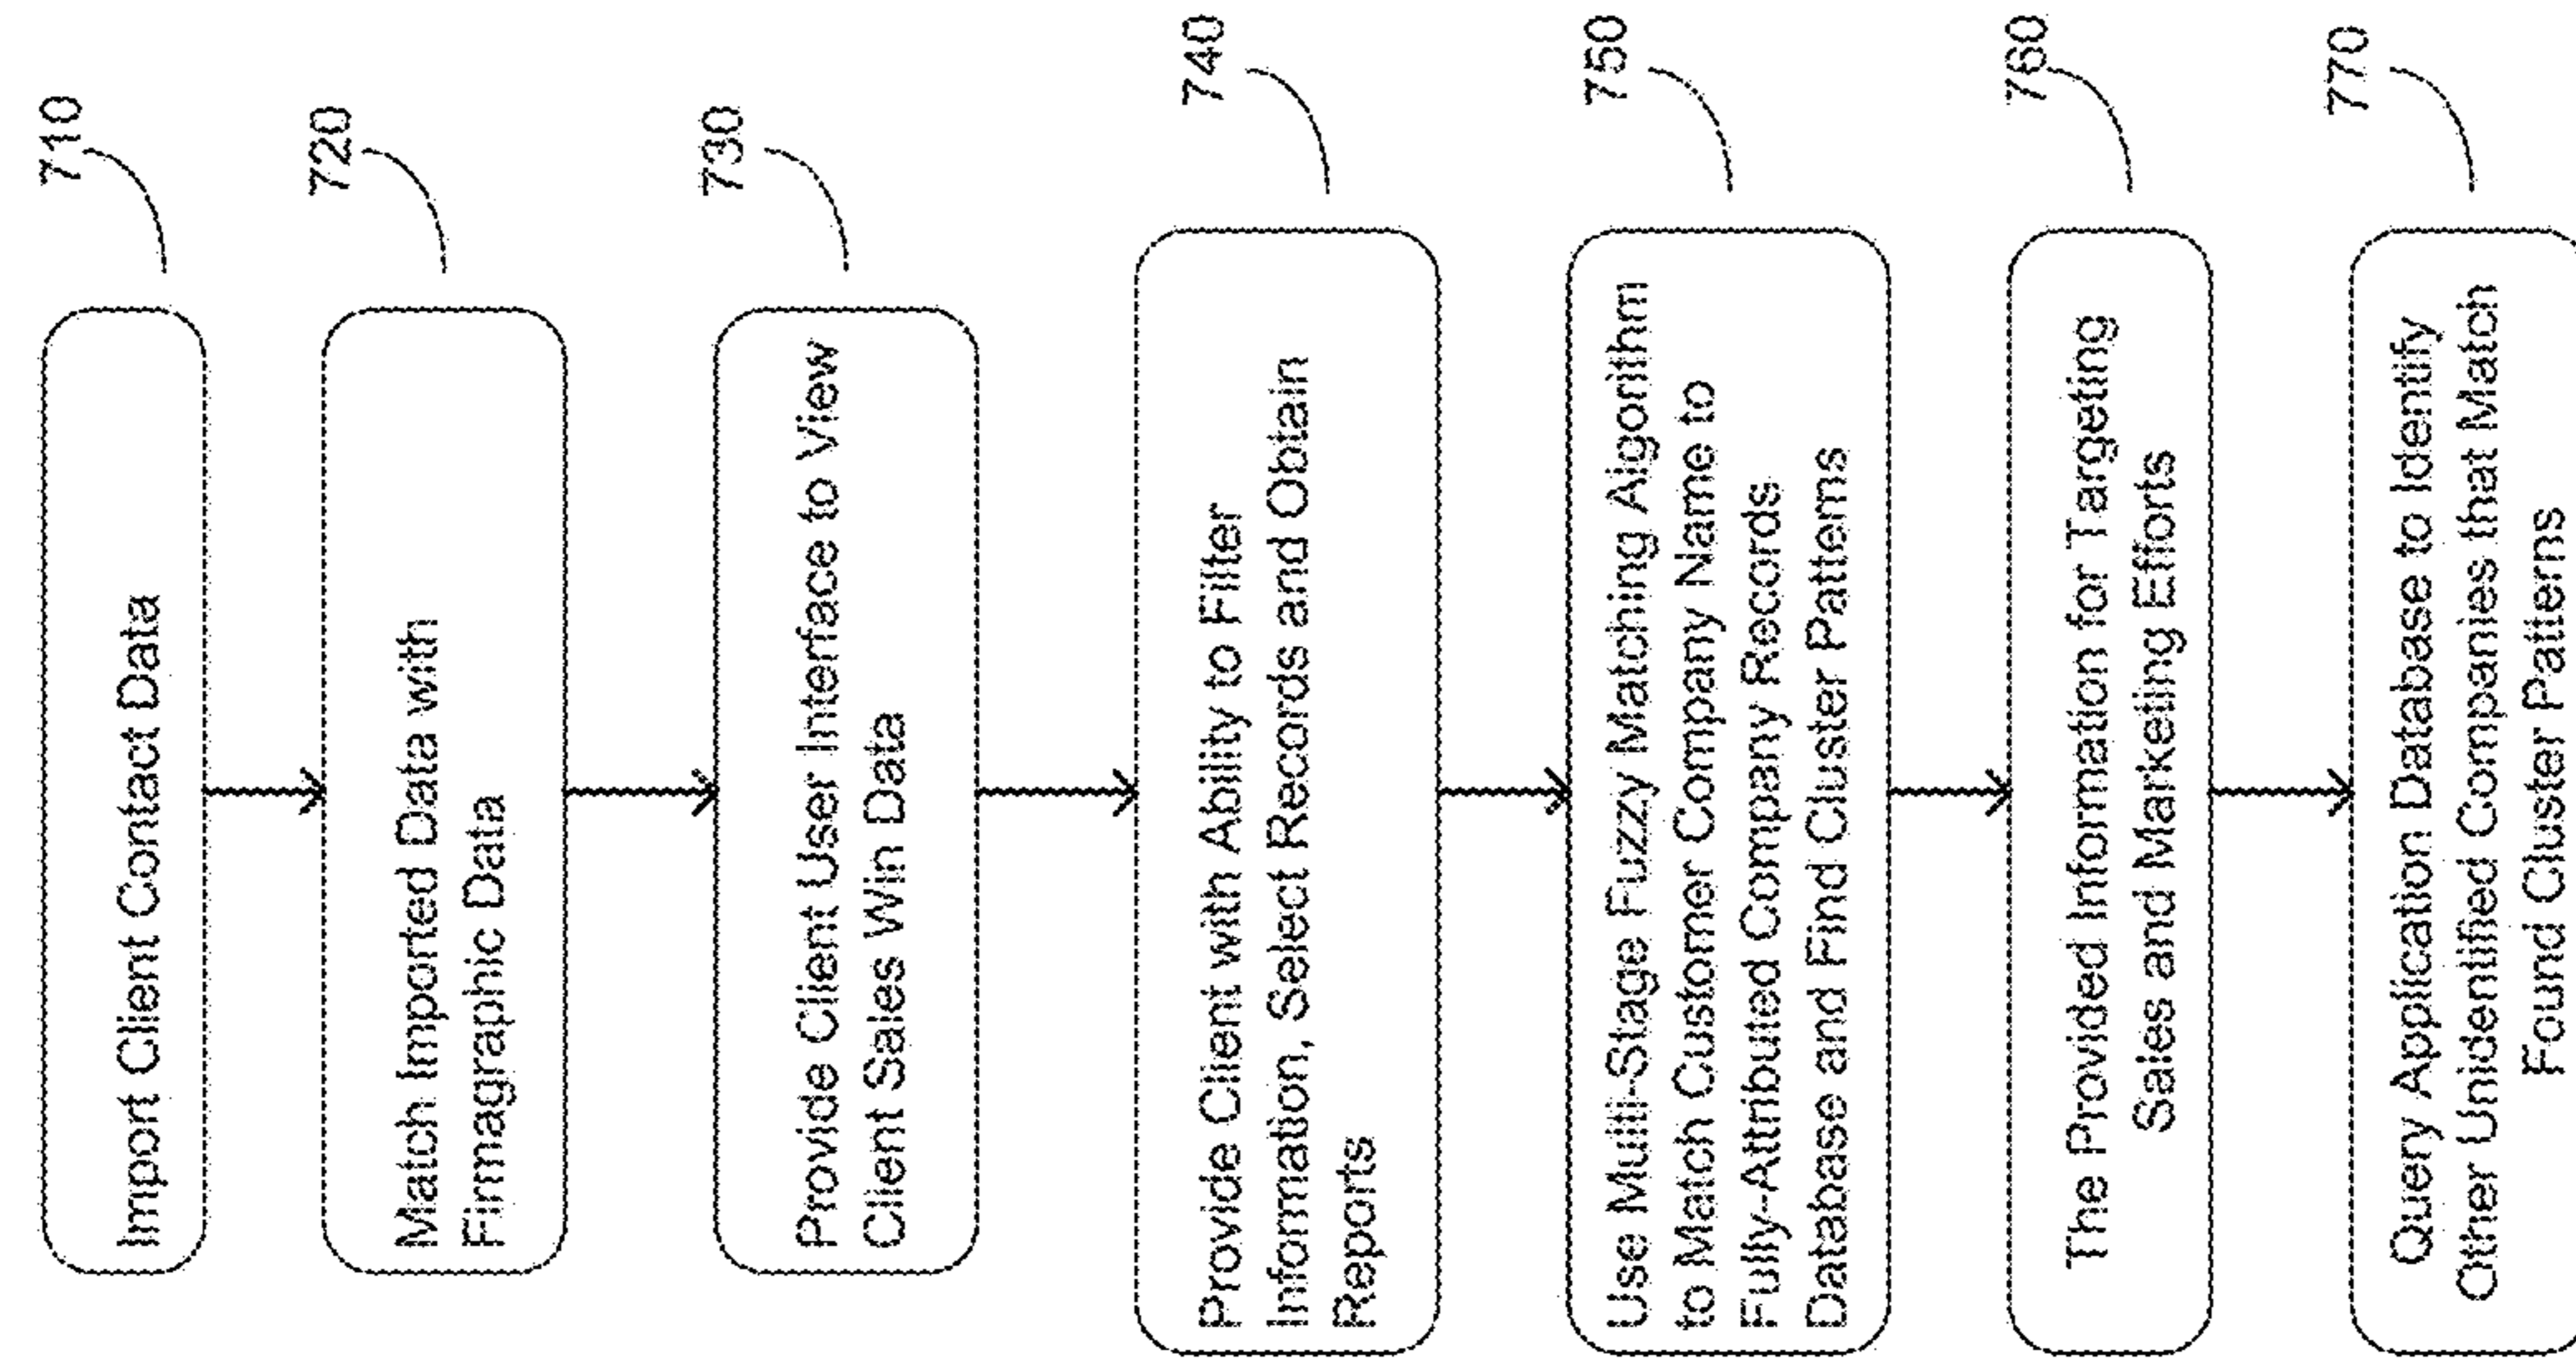 710
Import Client Contact Data
720
Match Imported Data with
Firmagraphic Data
730
Provide Client User Interface to View
Client Sales Win Data
740
Provide Client with Ability to Filter
Information, Select Records and Obtain
Reports
750
Use Multi-Stage Fuzzy Matching Algorithm
to Match Customer Company Name to
Fully-Attributed Company Records
Database and Find Cluster Patterns
760
The Provided Information for Targeting
Sales and Marketing Efforts
770
Query Application Database to Identify
Other Unidentified Companies that Match
Found Cluster Patterns